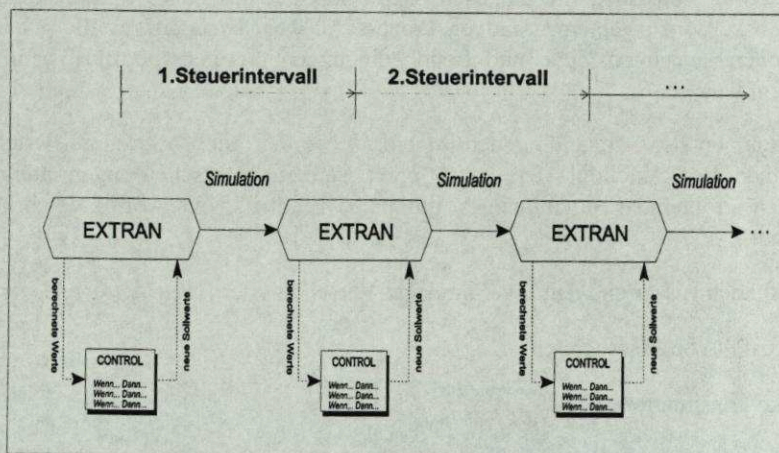 1.Steuerintervall 2.Steuerintervall ...
Simulation Simulation Simulation
EXTRAN EXTRAN EXTRAN ...
berechnete Werte neue Sollwerte berechnete Werte neue Sollwerte berechnete Werte neue Sollwerte
CONTROL CONTROL CONTROL
Wenn... Dann... Wenn... Dann... Wenn... Dann...
Wenn... Dann... Wenn... Dann... Wenn... Dann...
Wenn... Dann... Wenn... Dann... Wenn... Dann...